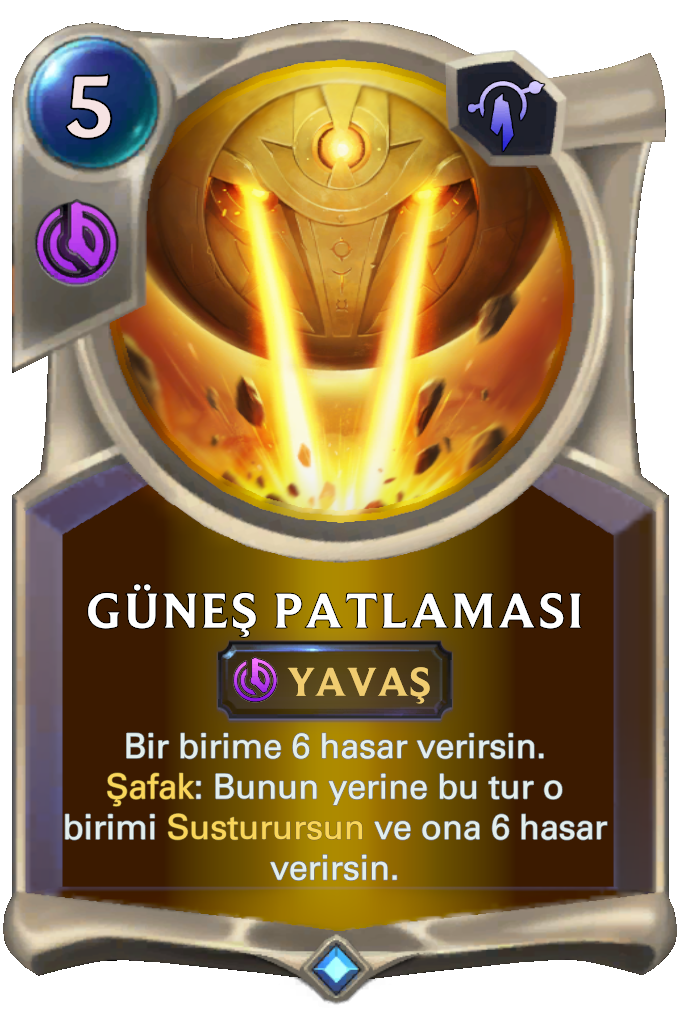 5
GÜNEŞ PATLAMASI
YAVAŞ
Bir birime 6 hasar verirsin.
Şafak: Bunun yerine bu tur o
birimi Susturursun ve ona 6 hasar
verirsin.